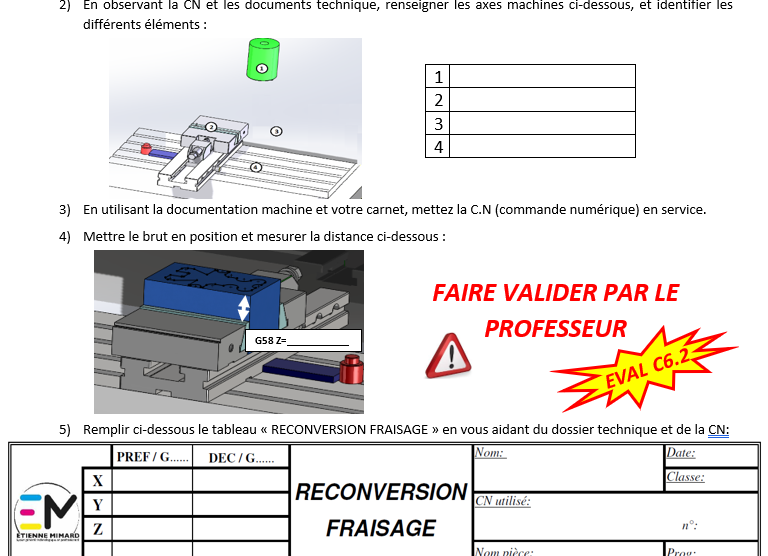 2) En observant la CN et les documents technique, renseigner les axes machines ci-dessous, et identifier les
différents éléments :
1
2
3
4
1
2
3
4
3) En utilisant la documentation machine et votre carnet, mettez la C.N (commande numérique) en service.
4) Mettre le brut en position et mesurer la distance ci-dessous :
G58 Z=____________
FAIRE VALIDER PAR LE
PROFESSEUR
EVAL C6.2
5) Remplir ci-dessous le tableau « RECONVERSION FRAISAGE » en vous aidant du dossier technique et de la CN:
PREF / G......
DEC / G......
X
Y
Z
RECONVERSION
FRAISAGE
Nom:
Date:
Classe:
CN utilisé:
n°:
Nom pièce:
Prog:
EM
ETIENNE MIMARD